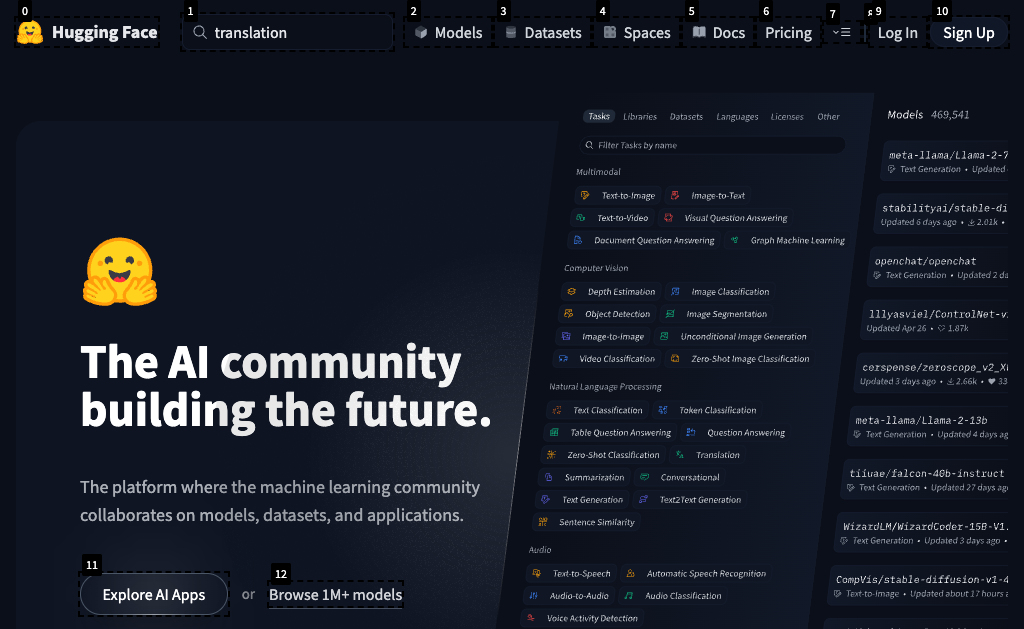 0 1 2 3 4 5 6 7 9 10
Hugging Face
translation
Models
Datasets
Spaces
Docs
Pricing
Log In
Sign Up
The AI community
building the future.
The platform where the machine learning community
collaborates on models, datasets, and applications.
11
Explore AI Apps
or
12
Browse 1M+ models
Tasks Libraries Datasets Languages Licenses Other
Filter Tasks by name
Multimodal
Text-to-Image Image-to-Text
Text-to-Video Visual Question Answering
Document Question Answering Graph Machine Learning
Computer Vision
Depth Estimation Image Classification
Object Detection Image Segmentation
Image-to-Image Unconditional Image Generation
Video Classification Zero-Shot Image Classification
Natural Language Processing
Text Classification Token Classification
Table Question Answering Question Answering
Zero-Shot Classification Translation
Summarization Conversational
Text Generation Text2Text Generation
Sentence Similarity
Audio
Text-to-Speech Automatic Speech Recognition
Audio-to-Audio Audio Classification
Voice Activity Detection
Models 469,541
meta-llama/Llama-2-7
Text Generation • Updated
stabilityai/stable-di
Updated 6 days ago • 2.01k •
openchat/openchat
Text Generation • Updated 2 da
lllyasviel/ControlNet-v
Updated Apr 26 • 1.87k
cerspense/zeroscope_v2_X
Updated 3 days ago • 2.66k • 33
meta-llama/Llama-2-13b
Text Generation • Updated 4 days ag
tiiuae/falcon-40b-instruct
Text Generation • Updated 27 days ago
WizardLM/WizardCoder-15B-V1.
Text Generation • Updated 3 days ago •
CompVis/stable-diffusion-v1-4
Text-to-Image • Updated about 17 hours a